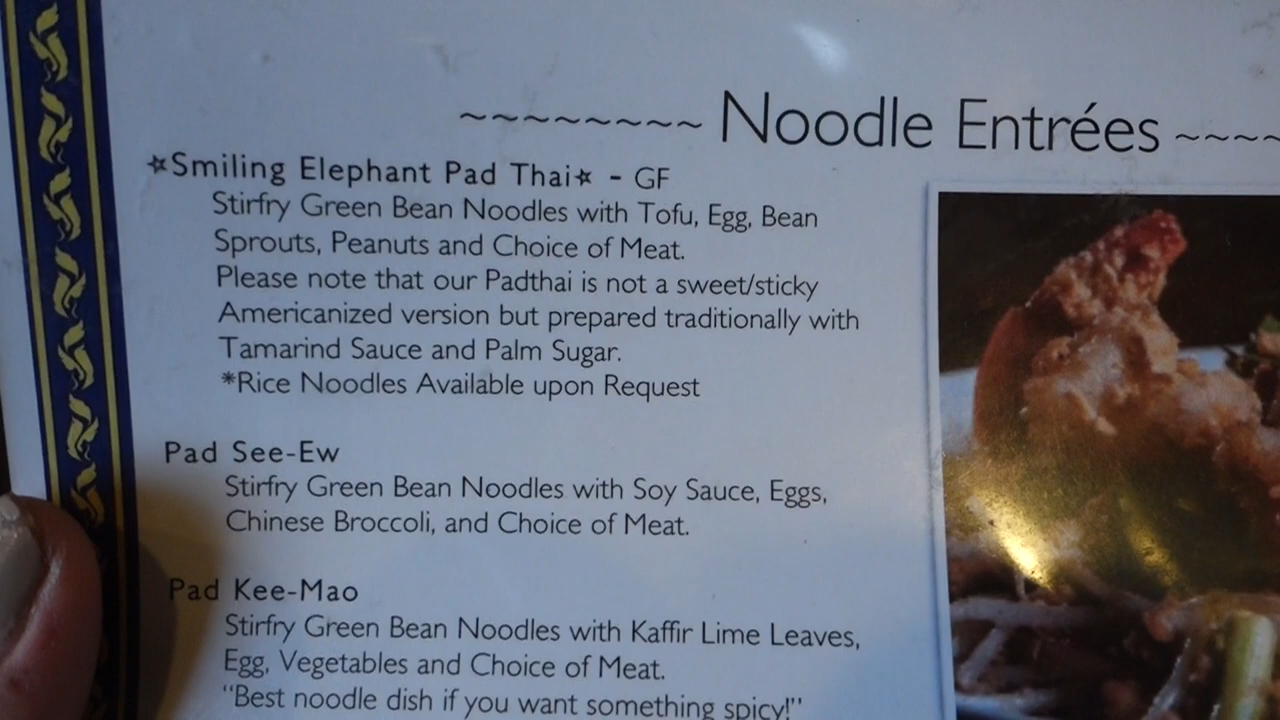 ~~~~~~~~ Noodle Entrées ~~~~
☆Smiling Elephant Pad Thai☆ - GF
Stirfry Green Bean Noodles with Tofu, Egg, Bean
Sprouts, Peanuts and Choice of Meat.
Please note that our Padthai is not a sweet/sticky
Americanized version but prepared traditionally with
Tamarind Sauce and Palm Sugar.
*Rice Noodles Available upon Request
Pad See-Ew
Stirfry Green Bean Noodles with Soy Sauce, Eggs,
Chinese Broccoli, and Choice of Meat.
Pad Kee-Mao
Stirfry Green Bean Noodles with Kaffir Lime Leaves,
Egg, Vegetables and Choice of Meat.
"Best noodle dish if you want something spicy!"